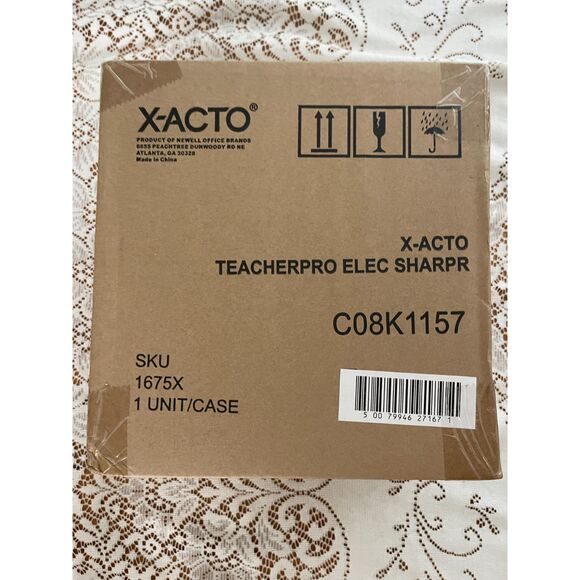 X-ACTO®
PRODUCT OF NEWELL OFFICE BRANDS
6655 PEACHTREE DUNWOODY RD NE
ATLANTA, GA 30328
Made in China
X-ACTO
TEACHERPRO ELEC SHARPR
C08K1157
SKU
1675X
1 UNIT/CASE
5 00 79946 27167 1